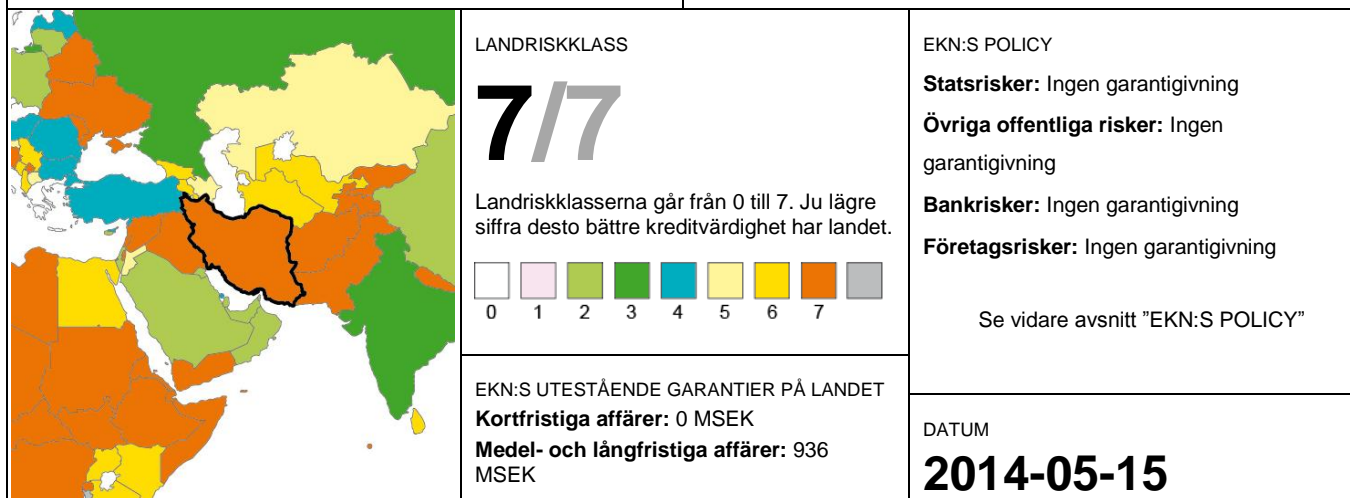 LANDRISKKLASS
7/7
Landriskklasserna går från 0 till 7. Ju lägre
siffra desto bättre kreditvärdighet har landet.
0 1 2 3 4 5 6 7
EKN:S UTESTÅENDE GARANTIER PÅ LANDET
Kortfristiga affärer: 0 MSEK
Medel- och långfristiga affärer: 936
MSEK
EKN:S POLICY
Statsrisker: Ingen garantigivning
Övriga offentliga risker: Ingen
garantigivning
Bankrisker: Ingen garantigivning
Företagsrisker: Ingen garantigivning
Se vidare avsnitt ”EKN:S POLICY”
DATUM
2014-05-15